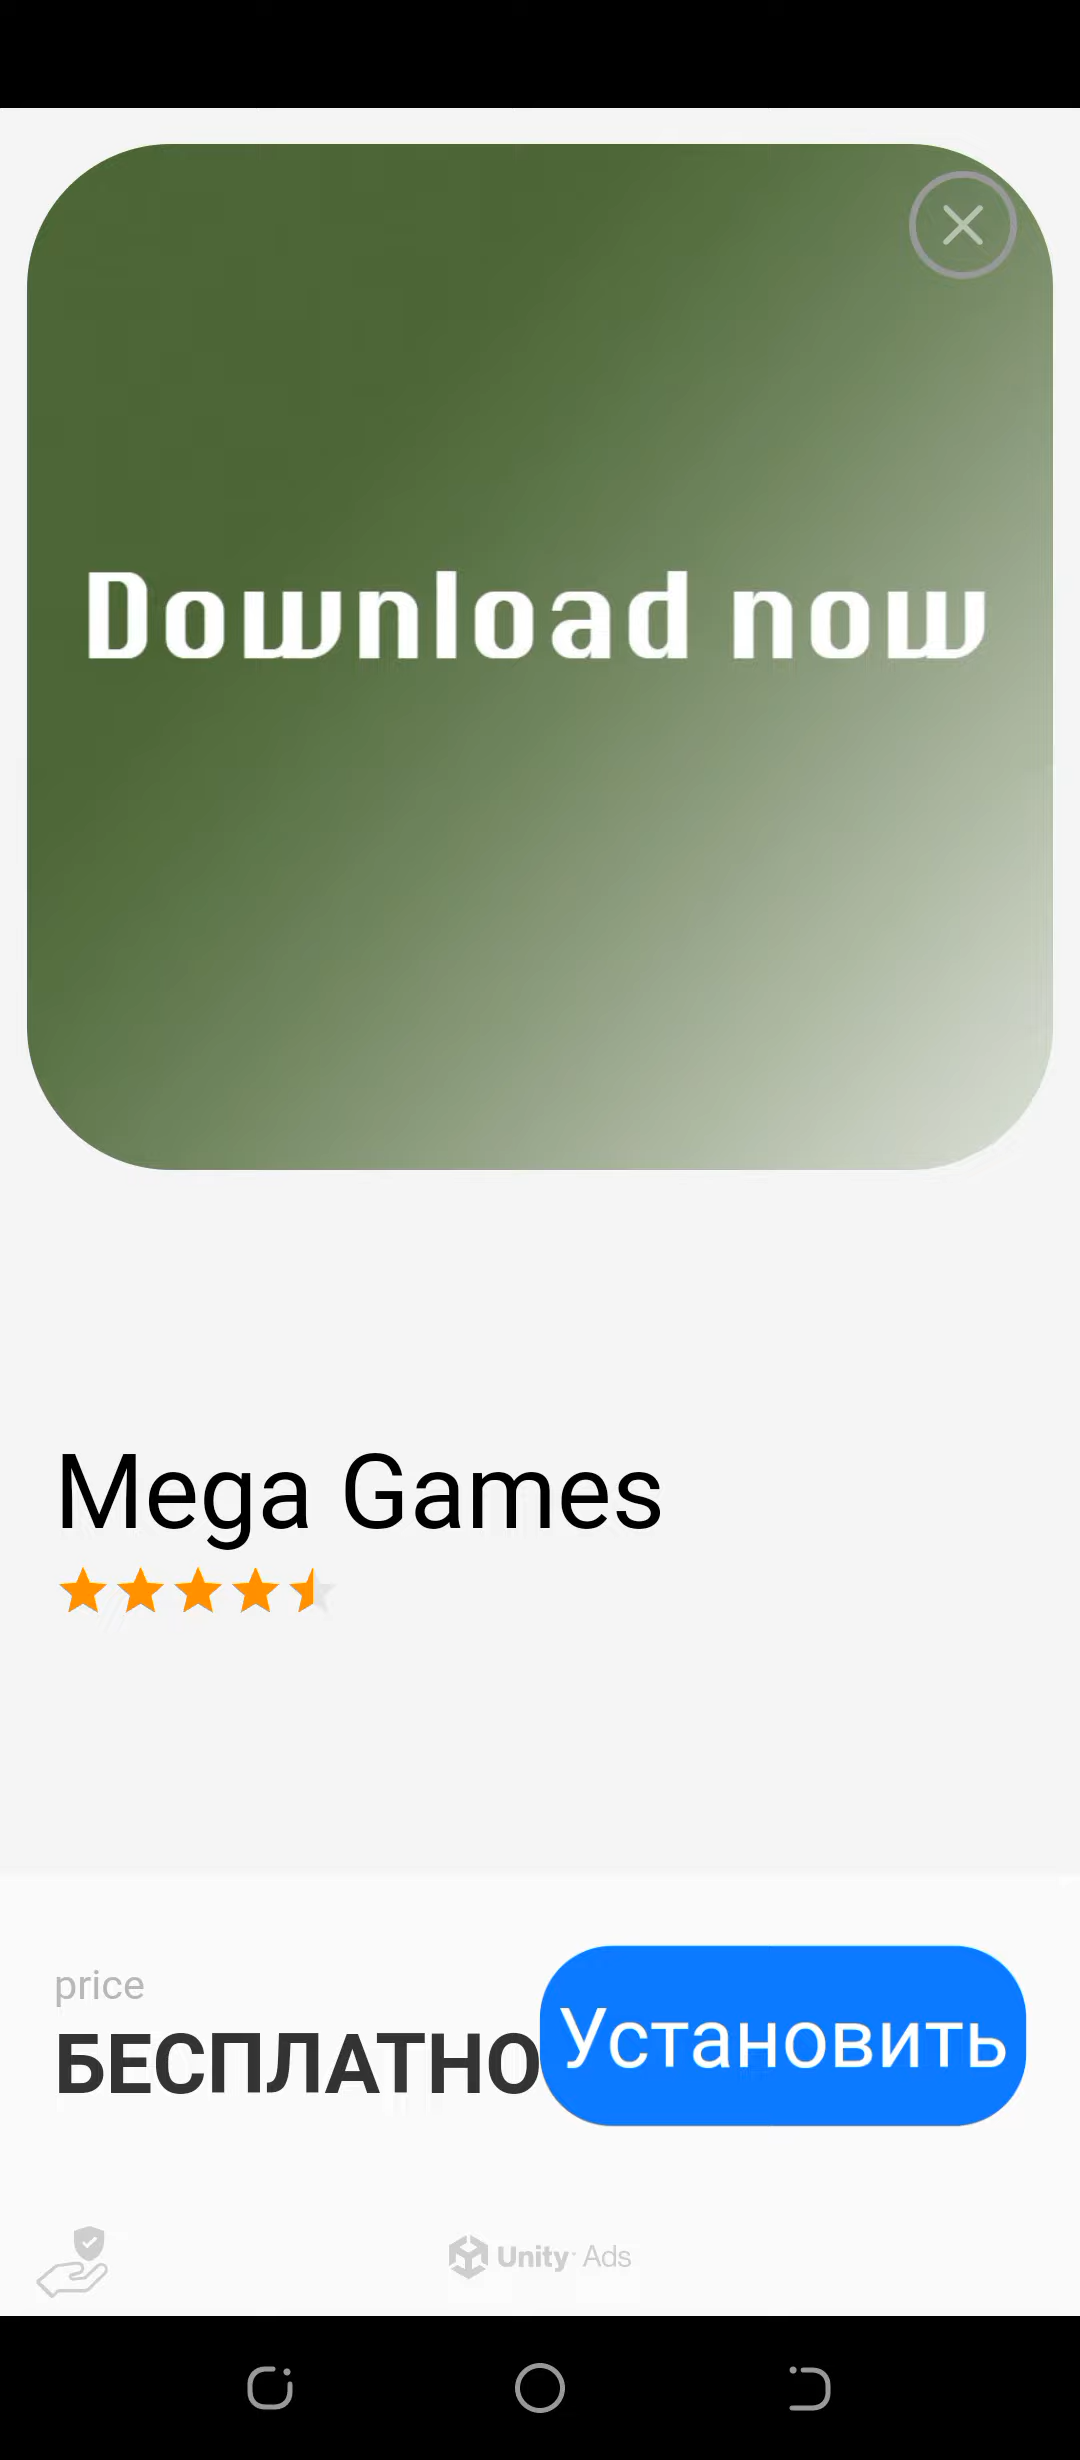 Download now
Mega Games
price
БЕСПЛАТНО
Установить
Unity Ads